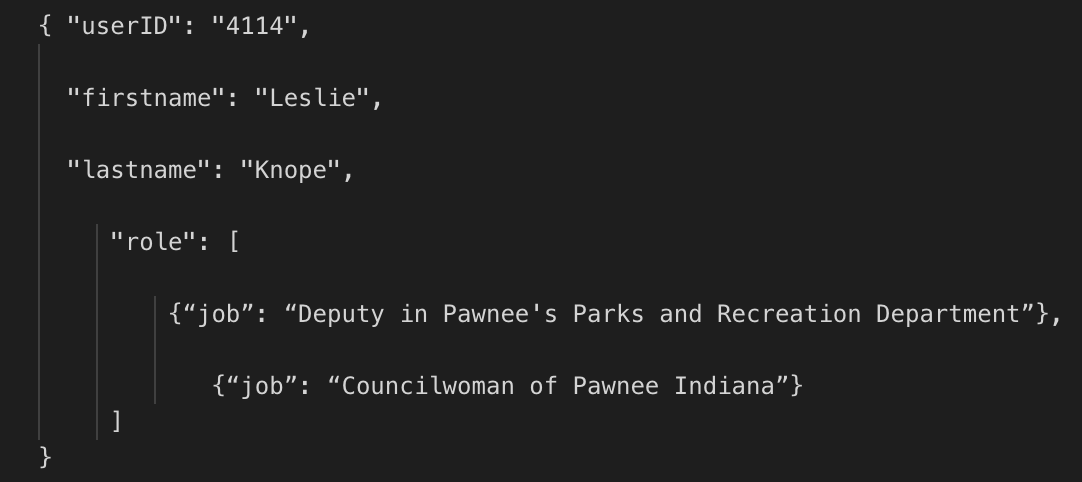 { "userID": "4114",
"firstname": "Leslie",
"lastname": "Knope",
"role": [
{“job”: “Deputy in Pawnee's Parks and Recreation Department”},
{“job”: “Councilwoman of Pawnee Indiana”}
]
}